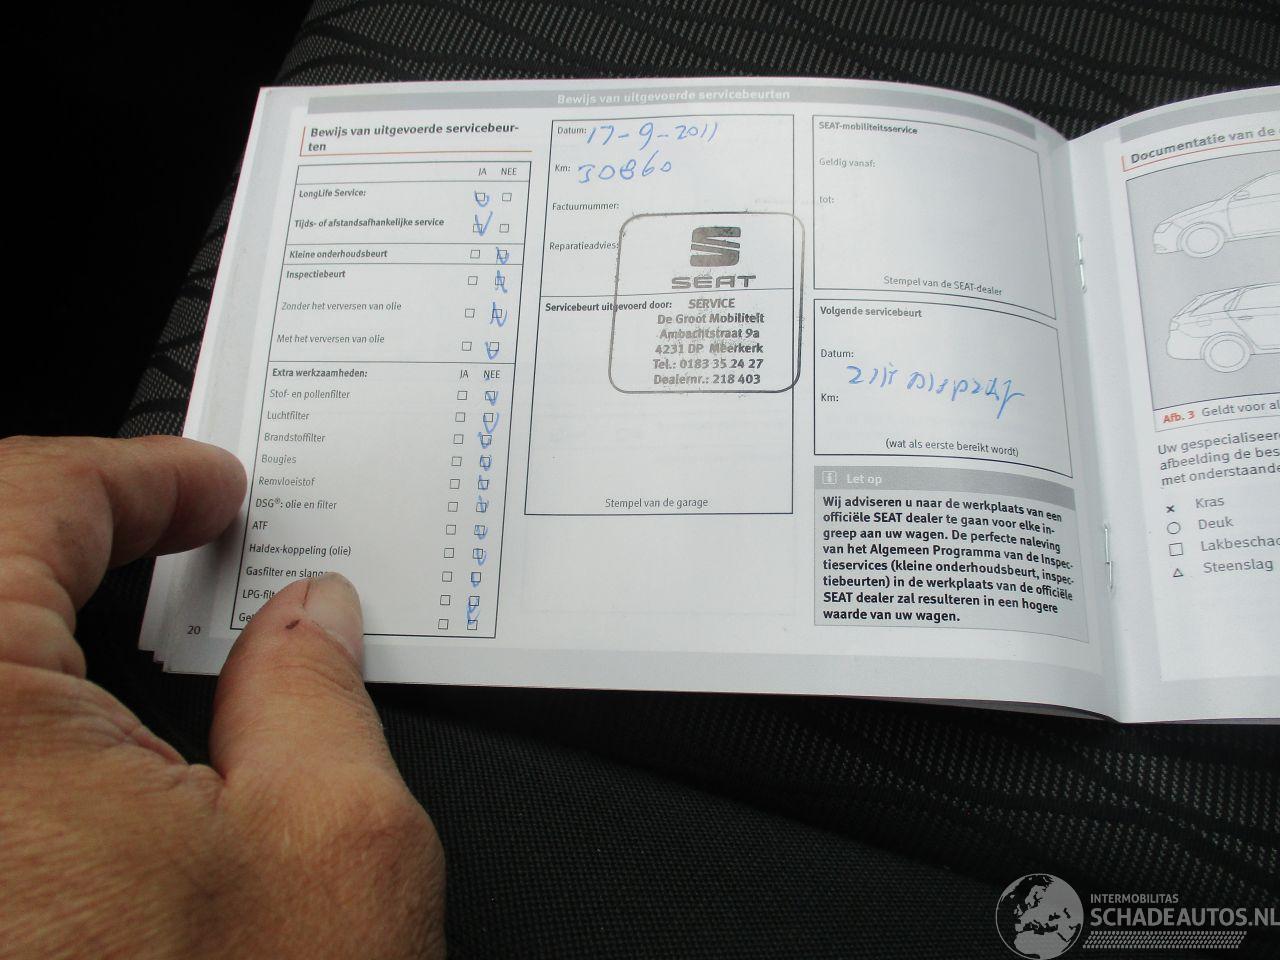 Bewijs van uitgevoerde servicebeurten
Bewijs van uitgevoerde servicebeur-
ten
JA NEE
LongLife Service:
Tijds- of afstandsafhankelijke service
Kleine onderhoudsbeurt
Inspectiebeurt
Zonder het verversen van olie
Met het verversen van olie
Extra werkzaamheden: JA NEE
Stof- en pollenfilter
Luchtfilter
Brandstoffilter
Bougies
Remvloeistof
DSG®: olie en filter
ATF
Haldex-koppeling (olie)
Gasfilter en slang
LPG-filt
20
Datum: 17-9-2011
Km: 30860
Factuurnummer:
Reparatieadvies:
Servicebeurt uitgevoerd door:
SEAT
SERVICE
De Groot Mobiliteit
Ambachtstraat 9a
4231 DP Meerkerk
Tel.: 0183 35 24 27
Dealernr.: 218 403
Stempel van de garage
SEAT-mobiliteitsservice
Geldig vanaf:
tot:
Stempel van de SEAT-dealer
Volgende servicebeurt
Datum:
Km:
(wat als eerste bereikt wordt)
i Let op
Wij adviseren u naar de werkplaats van een
officiële SEAT dealer te gaan voor elke in-
greep aan uw wagen. De perfecte naleving
van het Algemeen Programma van de Inspec-
tieservices (kleine onderhoudsbeurt, inspec-
tiebeurten) in de werkplaats van de officiële
SEAT dealer zal resulteren in een hogere
waarde van uw wagen.
Documentatie van de
Afb. 3 Geldt voor al
Uw gespecialiseer
afbeelding de bes
met onderstaande
Kras
Deuk
Lakbeschad
Steenslag
INTERMOBILITAS
SCHADEAUTOS.NL